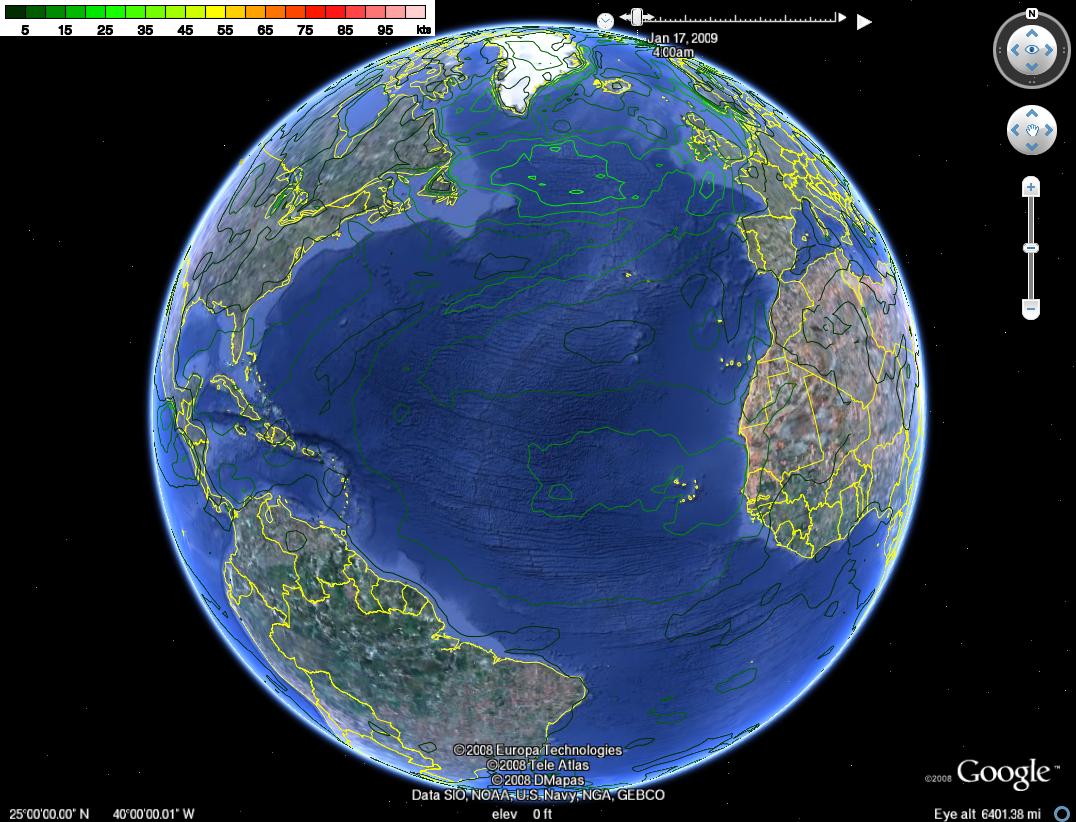 5 15 25 35 45 55 65 75 85 95 kts
Jan 17, 2009
4:00am
N
©2008 Europa Technologies
©2008 Tele Atlas
©2008 DMapas
Data SIO, NOAA, U.S. Navy, NGA, GEBCO
©2008 Google™
25°00'00.00" N 40°00'00.01" W elev 0 ft Eye alt 6401.38 mi